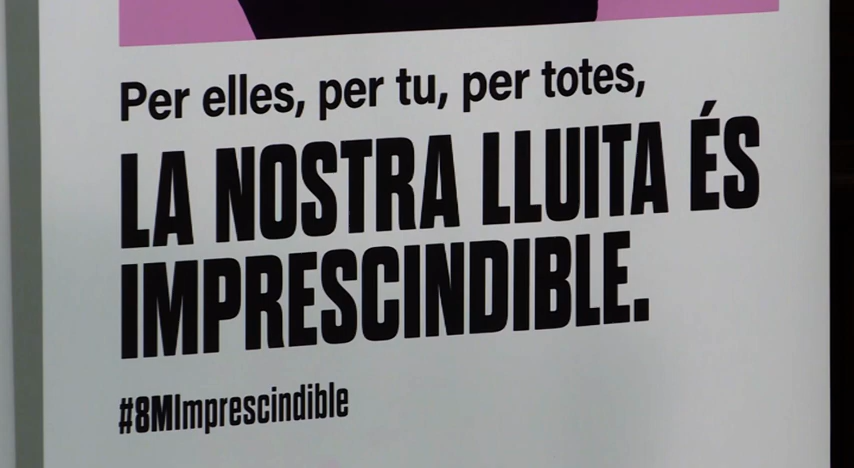 Per elles, per tu, per totes,
LA NOSTRA LLUITA ÉS
IMPRESCINDIBLE.
#8MImprescindible